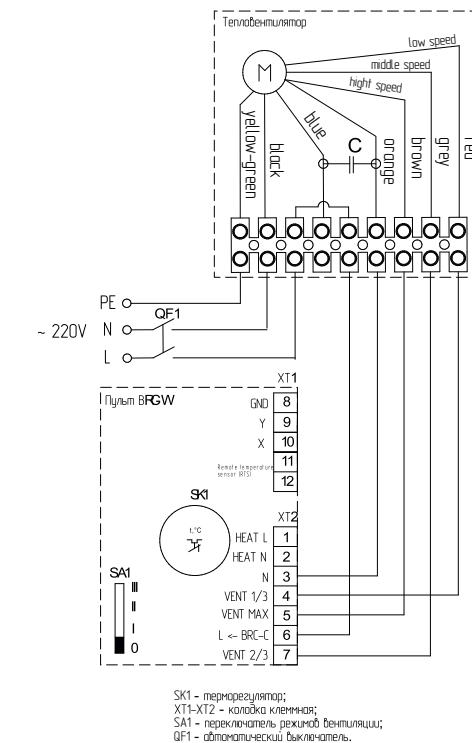 Тепловентилятор
low speed
middle speed
hight speed
M
blue
C
yellow-green
black
orange
brown
grey
PE
QF1
~ 220V N
L
XT1
Пульт BRGW
GND 8
Y 9
X 10
11
Remote temperature
sensor (RTS)
12
SK1
t,°C
XT2
HEAT L 1
HEAT N 2
N 3
VENT 1/3 4
VENT MAX 5
L <- BRC-C 6
VENT 2/3 7
SA1
III
II
I
0
SK1 - терморегулятор;
XT1-XT2 - колодка клеммная;
SA1 - переключатель режимов вентиляции;
QF1 - автоматический выключатель.